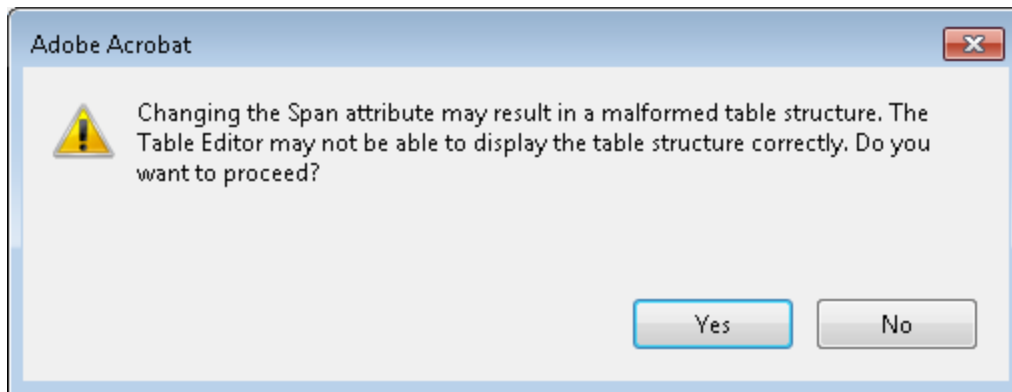 Adobe Acrobat
Changing the Span attribute may result in a malformed table structure. The
Table Editor may not be able to display the table structure correctly. Do you
want to proceed?
Yes
No